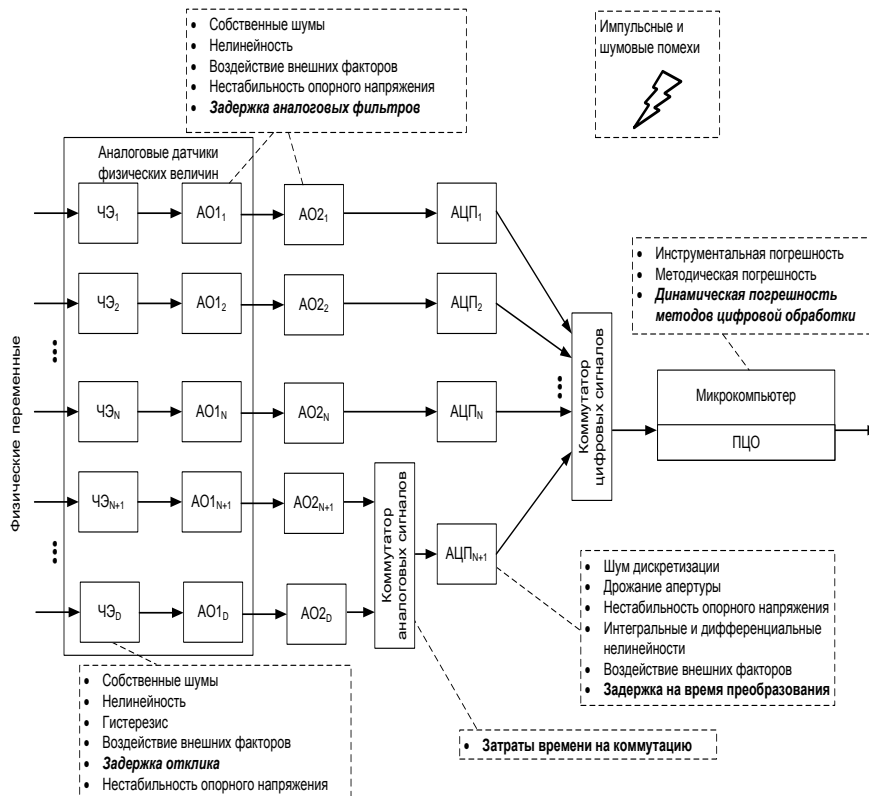 • Собственные шумы
• Нелинейность
• Воздействие внешних факторов
• Нестабильность опорного напряжения
• Задержка аналоговых фильтров
Импульсные и
шумовые помехи
Аналоговые датчики
физических величин
ЧЭ1
АО11
АО21
АЦП1
ЧЭ2
АО12
АО22
АЦП2
• Инструментальная погрешность
• Методическая погрешность
• Динамическая погрешность
методов цифровой обработки
Физические переменные
...
...
ЧЭN
АО1N
АО2N
АЦПN
Коммутатор
цифровых сигналов
Микрокомпьютер
ПЦО
ЧЭN+1
АО1N+1
АО2N+1
Коммутатор
аналоговых сигналов
АЦПN+1
...
ЧЭD
АО1D
АО2D
• Шум дискретизации
• Дрожание апертуры
• Нестабильность опорного напряжения
• Интегральные и дифференциальные
нелинейности
• Воздействие внешних факторов
• Задержка на время преобразования
• Собственные шумы
• Нелинейность
• Гистерезис
• Воздействие внешних факторов
• Задержка отклика
• Нестабильность опорного напряжения
• Затраты времени на коммутацию